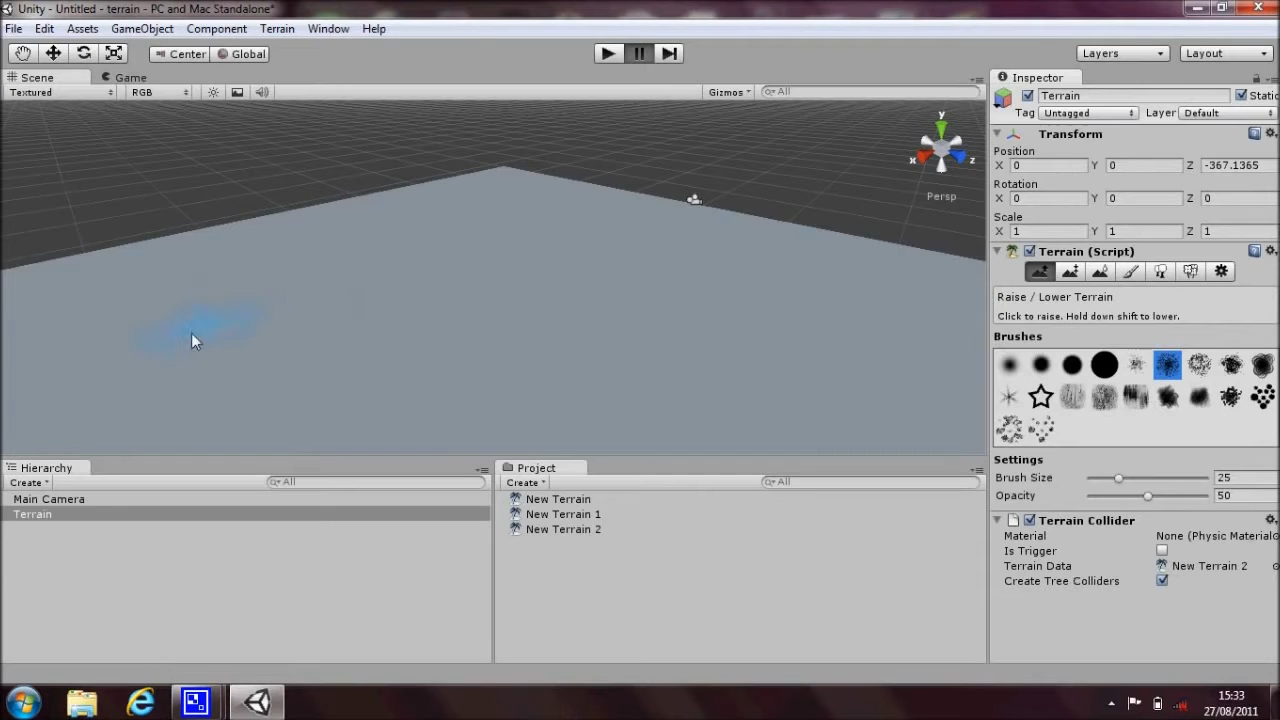 Unity - Untitled - terrain - PC and Mac Standalone*
File Edit Assets GameObject Component Terrain Window Help
Center Global Layers Layout
Scene Game Inspector
Textured RGB Gizmos All
Terrain
Tag Untagged Layer Default
Transform
Position
X 0 Y 0 Z -367.1365
Rotation
X 0 Y 0 Z 0
Scale
X 1 Y 1 Z 1
Terrain (Script)
Raise / Lower Terrain
Click to raise. Hold down shift to lower.
Brushes
Settings
Brush Size 25
Opacity 50
Terrain Collider
Material None (Physic Material
Is Trigger
Terrain Data New Terrain 2
Create Tree Colliders
y
x z
Persp
Hierarchy
Create All
Main Camera
Terrain
Project
Create All
New Terrain
New Terrain 1
New Terrain 2
15:33
27/08/2011